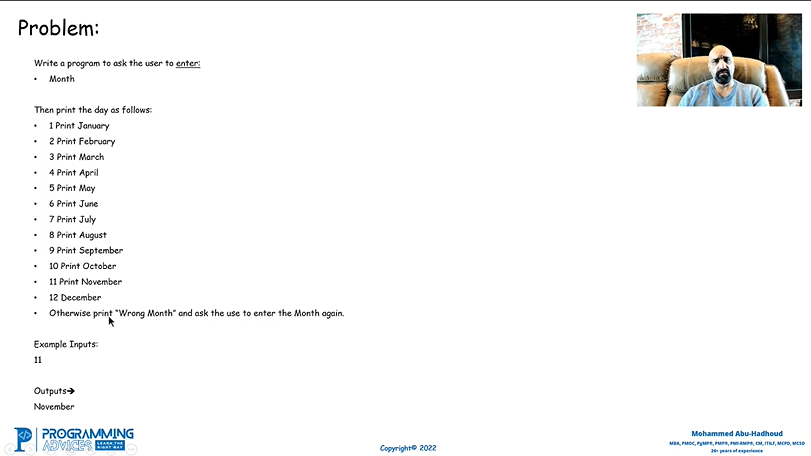 Problem:
Write a program to ask the user to enter:
• Month
Then print the day as follows:
• 1 Print January
• 2 Print February
• 3 Print March
• 4 Print April
• 5 Print May
• 6 Print June
• 7 Print July
• 8 Print August
• 9 Print September
• 10 Print October
• 11 Print November
• 12 December
• Otherwise print “Wrong Month” and ask the use to enter the Month again.
Example Inputs:
11
Outputs➔
November
PROGRAMMING
ADVICES LEARN THE RIGHT WAY
Copyright© 2022
Mohammed Abu-Hadhoud
MBA, PMOC, PgMP®, PMP®, PMI-RMP®, CM, ITILF, MCPD, MCSD
26+ years of experience